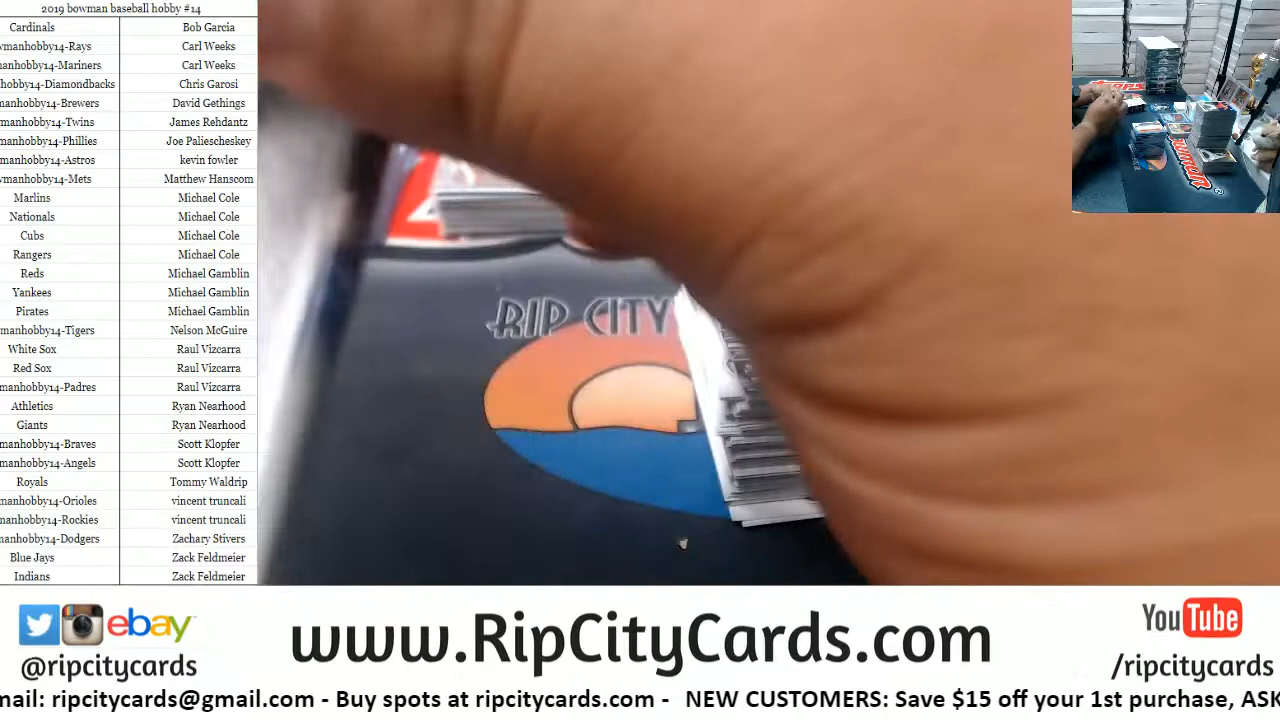 2019 bowman baseball hobby #14
Cardinals Bob Garcia
wmanhobby14-Rays Carl Weeks
manhobby14-Mariners Carl Weeks
hobby14-Diamondbacks Chris Garosi
manhobby14-Brewers David Gethings
wmanhobby14-Twins James Rehdantz
manhobby14-Phillies Joe Paliescheskey
manhobby14-Astros kevin fowler
wmanhobby14-Mets Matthew Hanscom
Marlins Michael Cole
Nationals Michael Cole
Cubs Michael Cole
Rangers Michael Cole
Reds Michael Gamblin
Yankees Michael Gamblin
Pirates Michael Gamblin
manhobby14-Tigers Nelson McGuire
White Sox Raul Vizcarra
Red Sox Raul Vizcarra
manhobby14-Padres Raul Vizcarra
Athletics Ryan Nearhood
Giants Ryan Nearhood
manhobby14-Braves Scott Klopfer
manhobby14-Angels Scott Klopfer
Royals Tommy Waldrip
manhobby14-Orioles vincent truncali
manhobby14-Rockies vincent truncali
manhobby14-Dodgers Zachary Stivers
Blue Jays Zack Feldmeier
Indians Zack Feldmeier
RIP CITY
BOWMAN
ebay
@ripcitycards
www.RipCityCards.com
YouTube
/ripcitycards
mail: ripcitycards@gmail.com - Buy spots at ripcitycards.com - NEW CUSTOMERS: Save $15 off your 1st purchase, ASK